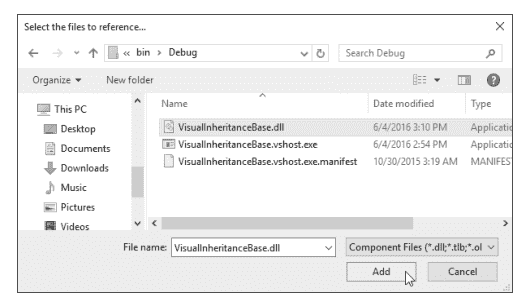 Select the files to reference...
« bin > Debug
Search Debug
Organize
New folder
Name
Date modified
Type
This PC
Desktop
Documents
Downloads
Music
Pictures
Videos
VisualInheritanceBase.dll 6/4/2016 3:10 PM Applicatio
VisualInheritanceBase.vshost.exe 6/4/2016 2:54 PM Applicatio
VisualInheritanceBase.vshost.exe.manifest 10/30/2015 3:19 AM MANIFES
File name: VisualInheritanceBase.dll
Component Files (*.dll;*.tlb;*.ol
Add
Cancel